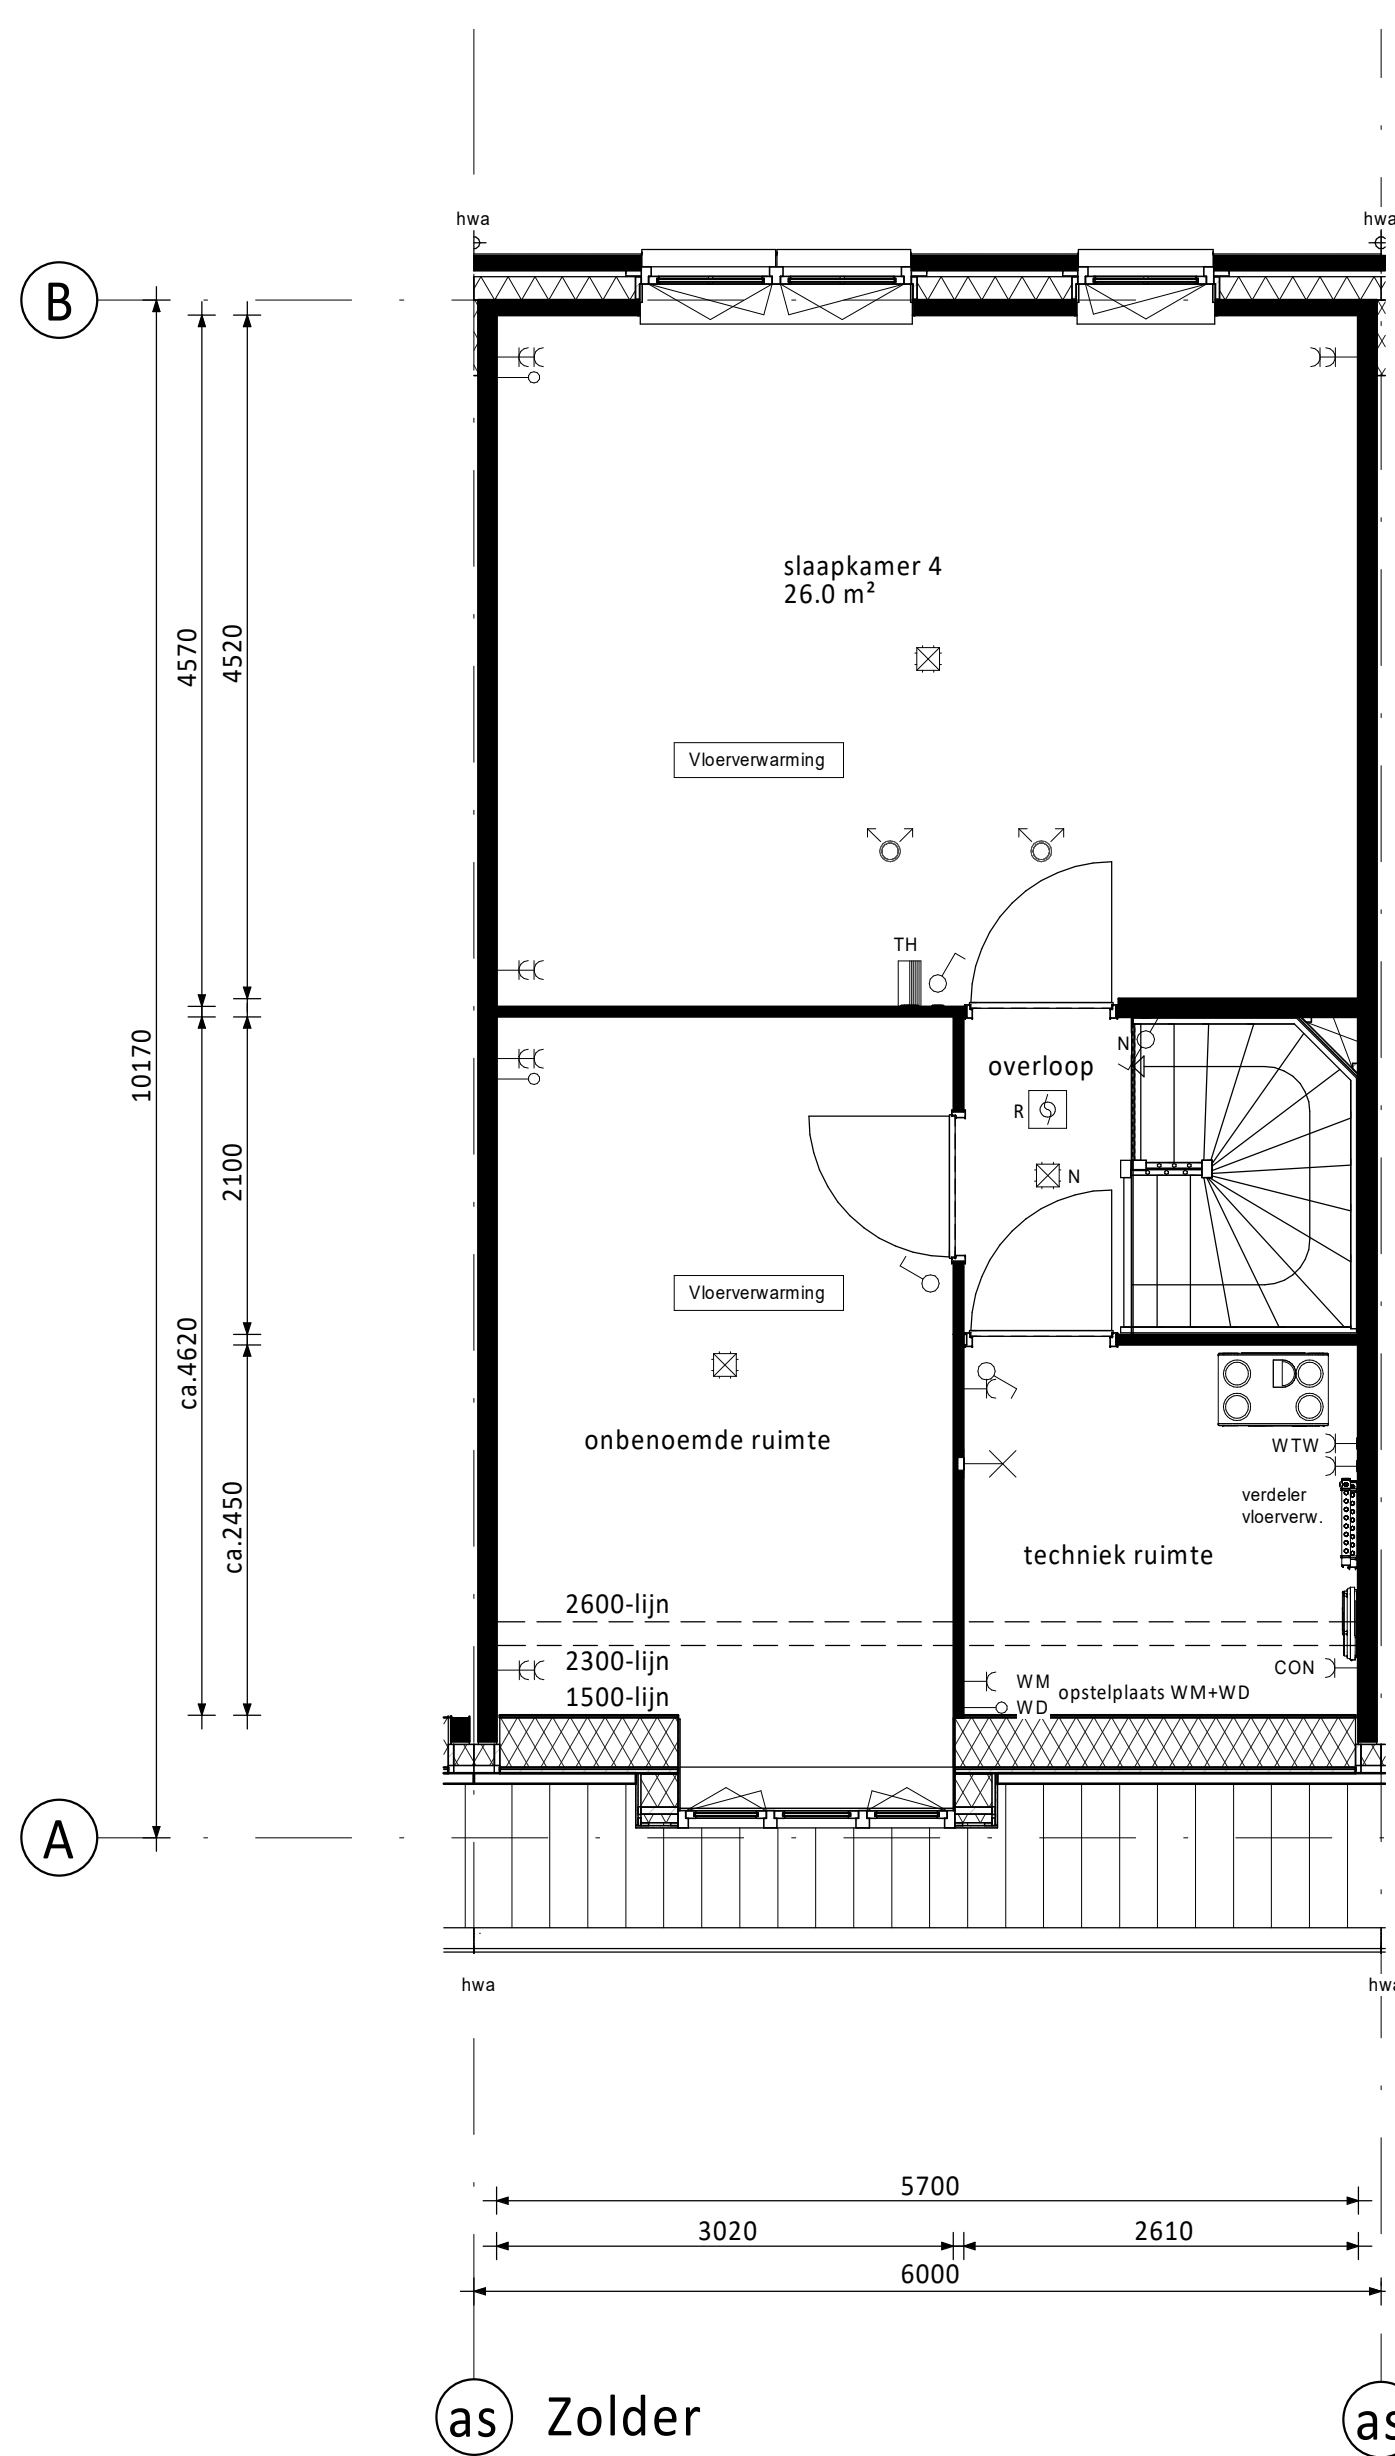 hwa
hwa
B
slaapkamer 4
26.0 m²
4570
4520
Vloerverwarming
TH
10170
N
overloop
R
N
2100
Vloerverwarming
ca.4620
onbenoemde ruimte
WTW
verdeler
vloerverw.
ca.2450
techniek ruimte
2600-lijn
2300-lijn
CON
WM
opstelplaats WM+WD
1500-lijn
WD
A
hwa
hwa
5700
3020
2610
6000
as
Zolder
as